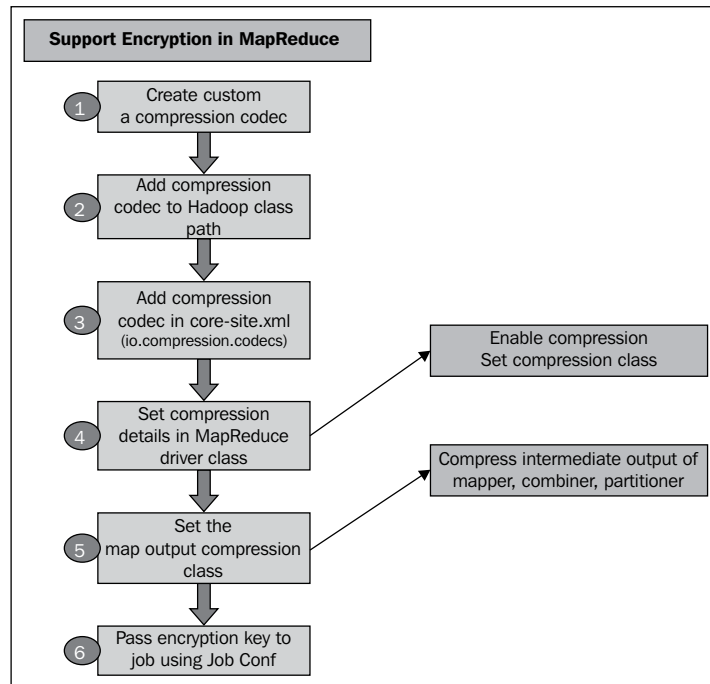 Support Encryption in MapReduce
1
Create custom
a compression codec
2
Add compression
codec to Hadoop class
path
3
Add compression
codec in core-site.xml
(io.compression.codecs)
Enable compression
Set compression class
4
Set compression
details in MapReduce
driver class
Compress intermediate output of
mapper, combiner, partitioner
5
Set the
map output compression
class
6
Pass encryption key to
job using Job Conf